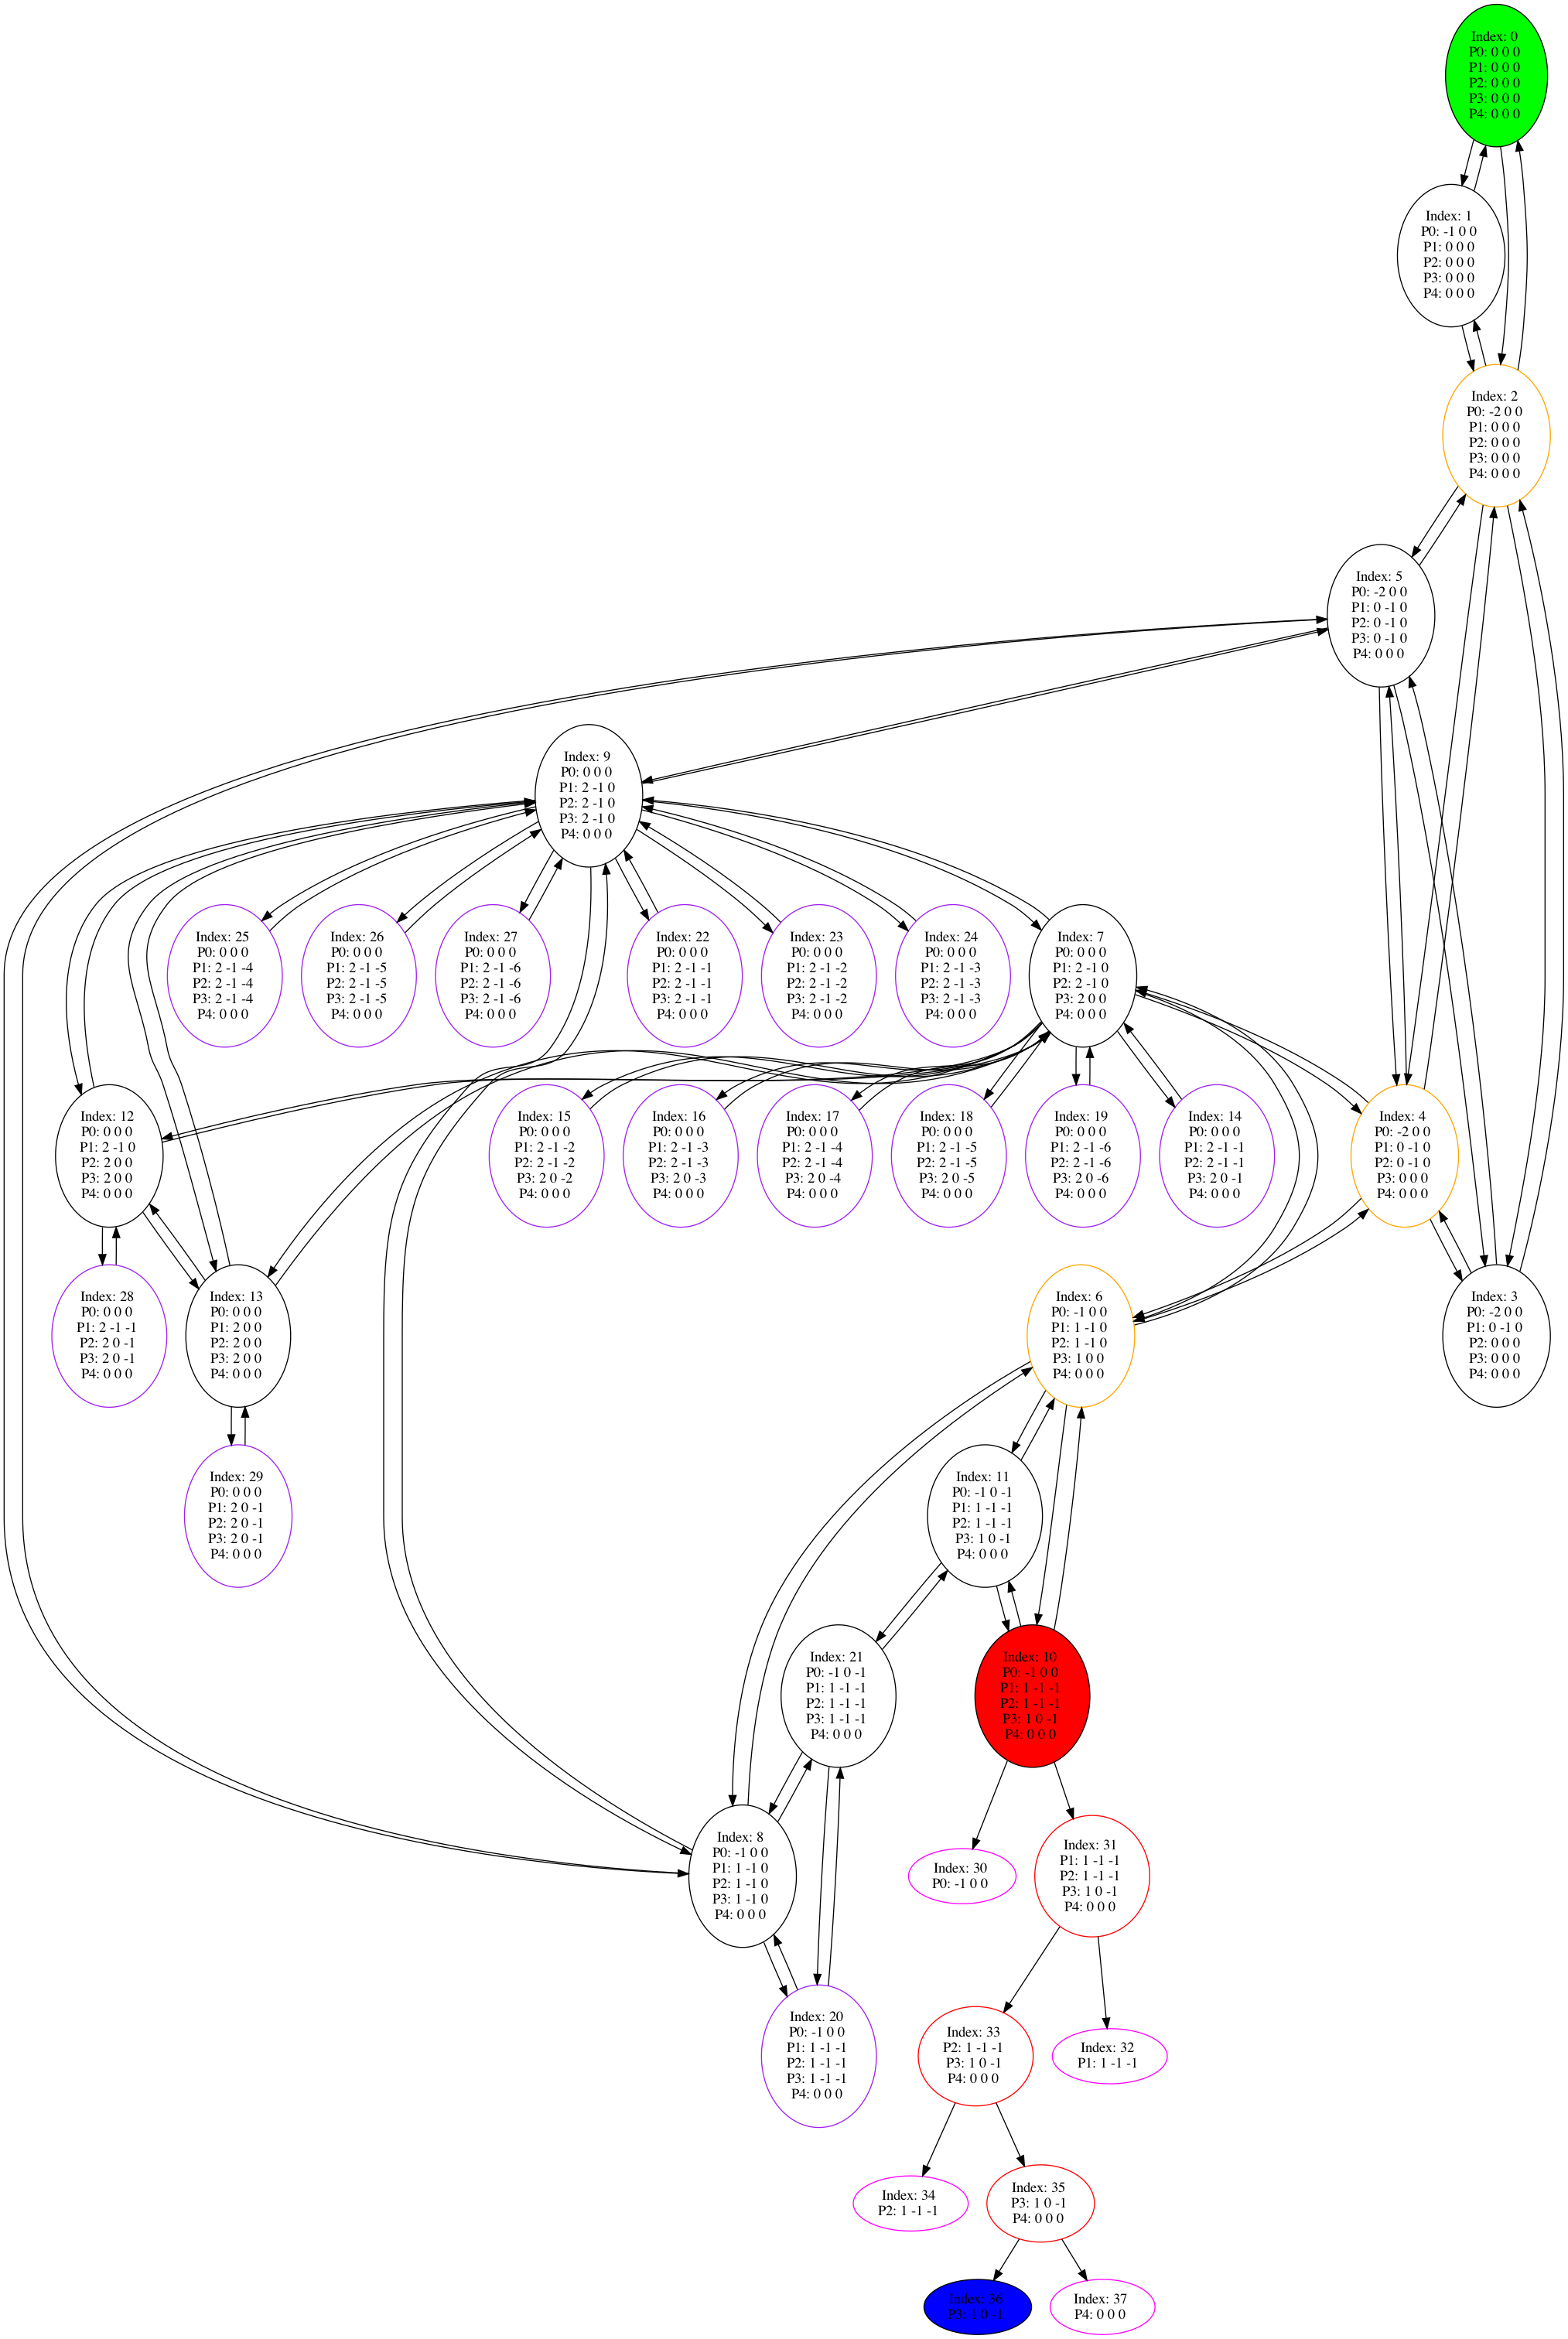 Index: 0
P0: 0 0 0
P1: 0 0 0
P2: 0 0 0
P3: 0 0 0
P4: 0 0 0
Index: 1
P0: -1 0 0
P1: 0 0 0
P2: 0 0 0
P3: 0 0 0
P4: 0 0 0
Index: 2
P0: -2 0 0
P1: 0 0 0
P2: 0 0 0
P3: 0 0 0
P4: 0 0 0
Index: 5
P0: -2 0 0
P1: 0 -1 0
P2: 0 -1 0
P3: 0 -1 0
P4: 0 0 0
Index: 9
P0: 0 0 0
P1: 2 -1 0
P2: 2 -1 0
P3: 2 -1 0
P4: 0 0 0
Index: 25
P0: 0 0 0
P1: 2 -1 -4
P2: 2 -1 -4
P3: 2 -1 -4
P4: 0 0 0
Index: 26
P0: 0 0 0
P1: 2 -1 -5
P2: 2 -1 -5
P3: 2 -1 -5
P4: 0 0 0
Index: 27
P0: 0 0 0
P1: 2 -1 -6
P2: 2 -1 -6
P3: 2 -1 -6
P4: 0 0 0
Index: 22
P0: 0 0 0
P1: 2 -1 -1
P2: 2 -1 -1
P3: 2 -1 -1
P4: 0 0 0
Index: 23
P0: 0 0 0
P1: 2 -1 -2
P2: 2 -1 -2
P3: 2 -1 -2
P4: 0 0 0
Index: 24
P0: 0 0 0
P1: 2 -1 -3
P2: 2 -1 -3
P3: 2 -1 -3
P4: 0 0 0
Index: 7
P0: 0 0 0
P1: 2 -1 0
P2: 2 -1 0
P3: 2 0 0
P4: 0 0 0
Index: 12
P0: 0 0 0
P1: 2 -1 0
P2: 2 0 0
P3: 2 0 0
P4: 0 0 0
Index: 15
P0: 0 0 0
P1: 2 -1 -2
P2: 2 -1 -2
P3: 2 0 -2
P4: 0 0 0
Index: 16
P0: 0 0 0
P1: 2 -1 -3
P2: 2 -1 -3
P3: 2 0 -3
P4: 0 0 0
Index: 17
P0: 0 0 0
P1: 2 -1 -4
P2: 2 -1 -4
P3: 2 0 -4
P4: 0 0 0
Index: 18
P0: 0 0 0
P1: 2 -1 -5
P2: 2 -1 -5
P3: 2 0 -5
P4: 0 0 0
Index: 19
P0: 0 0 0
P1: 2 -1 -6
P2: 2 -1 -6
P3: 2 0 -6
P4: 0 0 0
Index: 14
P0: 0 0 0
P1: 2 -1 -1
P2: 2 -1 -1
P3: 2 0 -1
P4: 0 0 0
Index: 4
P0: -2 0 0
P1: 0 -1 0
P2: 0 -1 0
P3: 0 0 0
P4: 0 0 0
Index: 28
P0: 0 0 0
P1: 2 -1 -1
P2: 2 0 -1
P3: 2 0 -1
P4: 0 0 0
Index: 13
P0: 0 0 0
P1: 2 0 0
P2: 2 0 0
P3: 2 0 0
P4: 0 0 0
Index: 6
P0: -1 0 0
P1: 1 -1 0
P2: 1 -1 0
P3: 1 0 0
P4: 0 0 0
Index: 3
P0: -2 0 0
P1: 0 -1 0
P2: 0 0 0
P3: 0 0 0
P4: 0 0 0
Index: 29
P0: 0 0 0
P1: 2 0 -1
P2: 2 0 -1
P3: 2 0 -1
P4: 0 0 0
Index: 11
P0: -1 0 -1
P1: 1 -1 -1
P2: 1 -1 -1
P3: 1 0 -1
P4: 0 0 0
Index: 21
P0: -1 0 -1
P1: 1 -1 -1
P2: 1 -1 -1
P3: 1 -1 -1
P4: 0 0 0
Index: 10
P0: -1 0 0
P1: 1 -1 -1
P2: 1 -1 -1
P3: 1 0 -1
P4: 0 0 0
Index: 8
P0: -1 0 0
P1: 1 -1 0
P2: 1 -1 0
P3: 1 -1 0
P4: 0 0 0
Index: 30
P0: -1 0 0
Index: 31
P1: 1 -1 -1
P2: 1 -1 -1
P3: 1 0 -1
P4: 0 0 0
Index: 20
P0: -1 0 0
P1: 1 -1 -1
P2: 1 -1 -1
P3: 1 -1 -1
P4: 0 0 0
Index: 33
P2: 1 -1 -1
P3: 1 0 -1
P4: 0 0 0
Index: 32
P1: 1 -1 -1
Index: 34
P2: 1 -1 -1
Index: 35
P3: 1 0 -1
P4: 0 0 0
Index: 36
P3: 1 0 -1
Index: 37
P4: 0 0 0